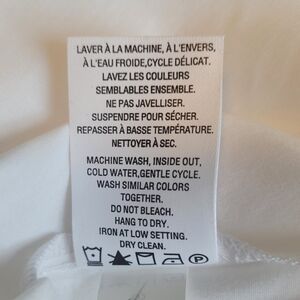 LAVER À LA MACHINE, À L'ENVERS,
À L'EAU FROIDE,CYCLE DÉLICAT.
LAVEZ LES COULEURS
SEMBLABLES ENSEMBLE.
NE PAS JAVELLISER.
SUSPENDRE POUR SÉCHER.
REPASSER À BASSE TEMPÉRATURE.
NETTOYER À SEC.
MACHINE WASH, INSIDE OUT,
COLD WATER,GENTLE CYCLE.
WASH SIMILAR COLORS
TOGETHER.
DO NOT BLEACH.
HANG TO DRY.
IRON AT LOW SETTING.
DRY CLEAN.
P